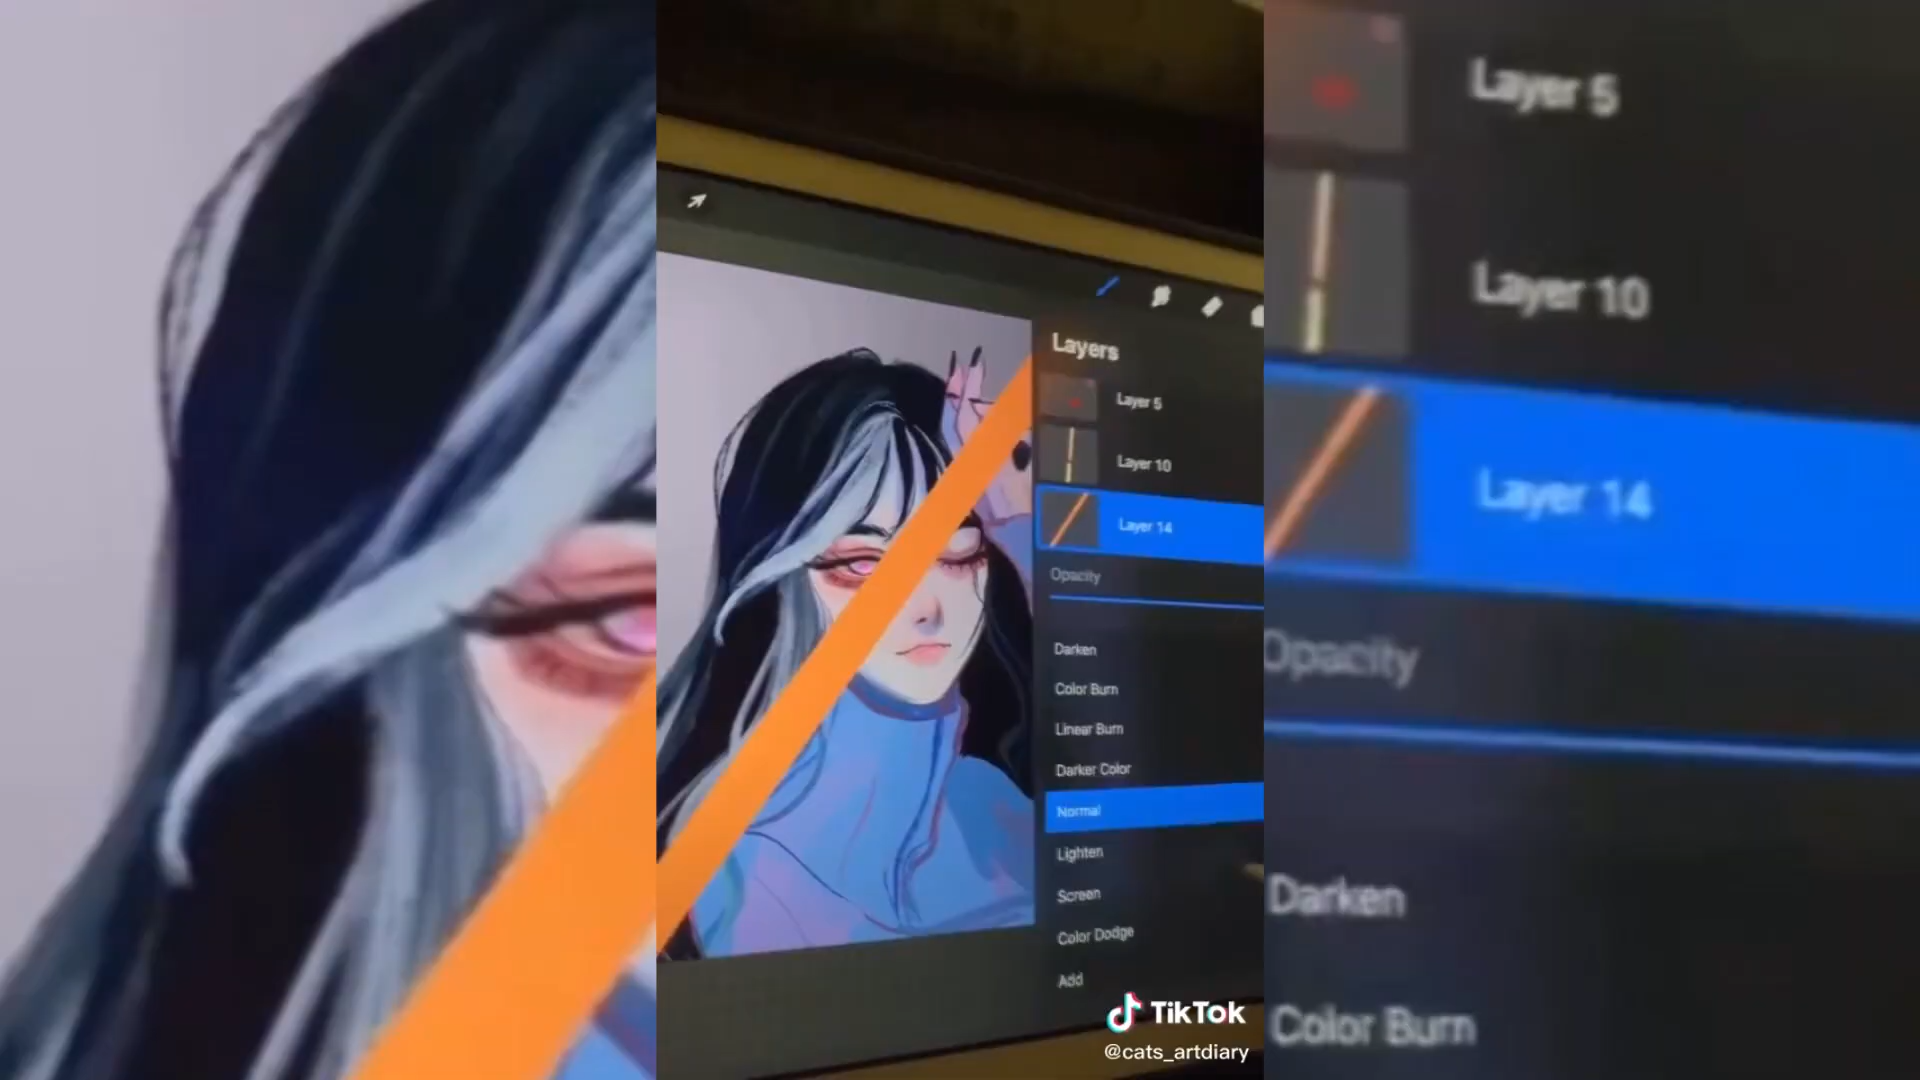 Layers
Layer 5
Layer 10
Layer 14
Opacity
Darken
Color Burn
Linear Burn
Darker Color
Normal
Lighten
Screen
Color Dodge
Add
TikTok
@cats_artdiary
Layer 5
Layer 10
Layer 14
Opacity
Darken
Color Burn